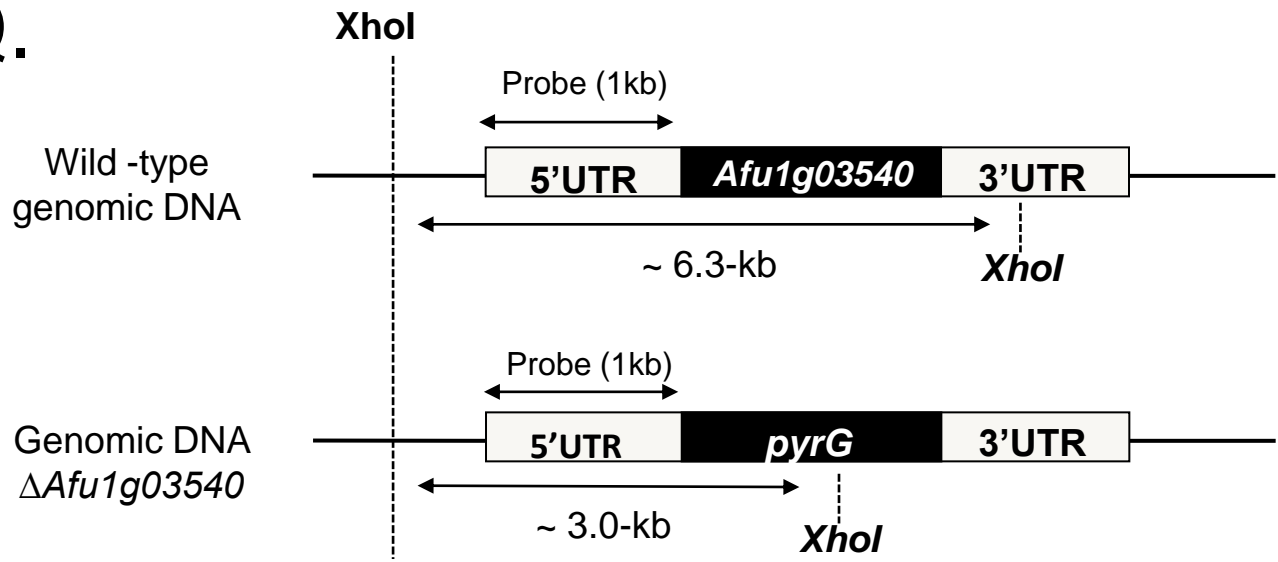 XhoI
Probe (1kb)
Wild -type
genomic DNA
5'UTR Afu1g03540 3'UTR
~ 6.3-kb
XhoI
Probe (1kb)
Genomic DNA
ΔAfu1g03540
5'UTR pyrG 3'UTR
~ 3.0-kb
XhoI